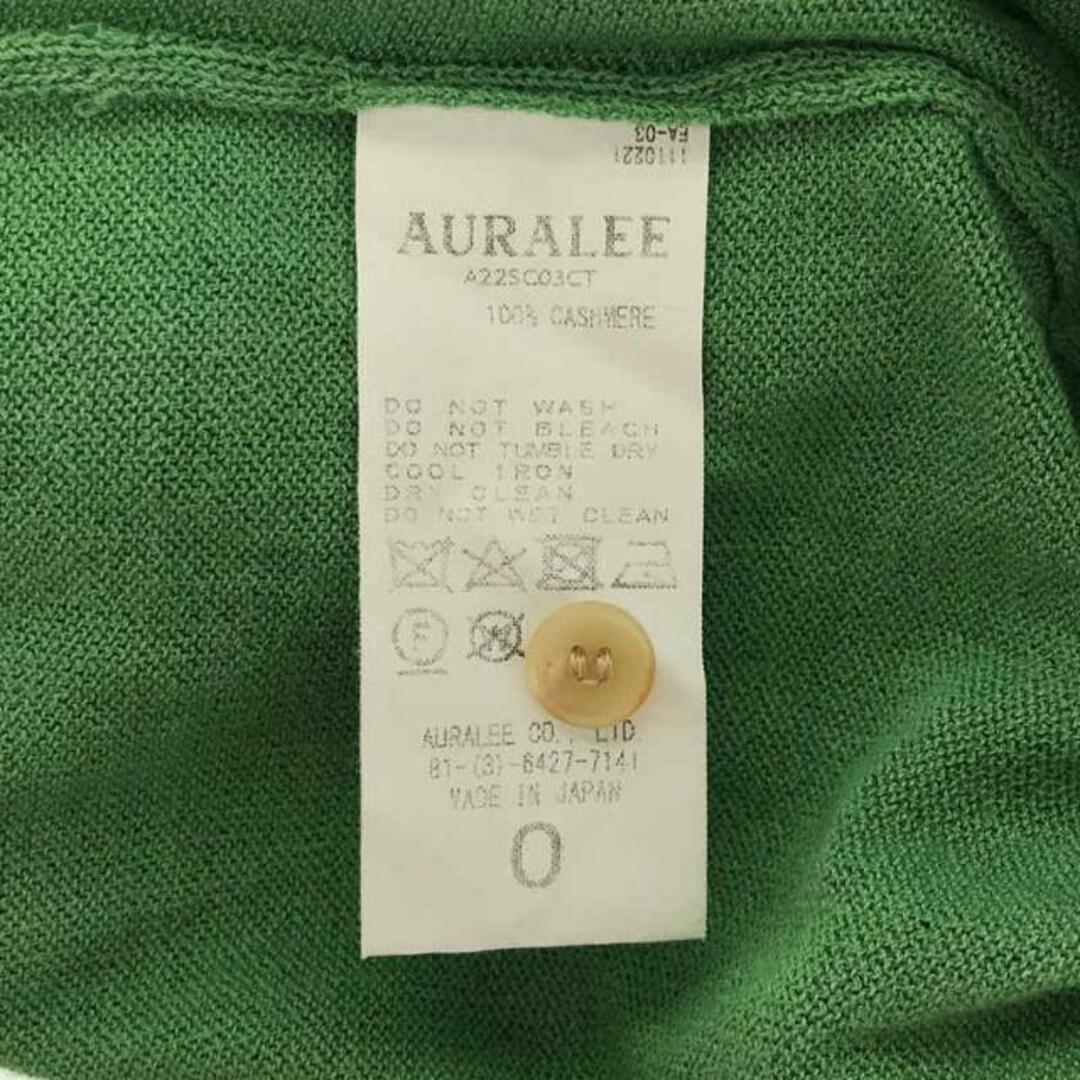 EA-03
1110221
AURALEE
A22SC03CT
100% CASHMERE
DO NOT WASH
DO NOT BLEACH
DO NOT TUMBLE DRY
COOL IRON
DRY CLEAN
DO NOT WET CLEAN
F
W
AURALEE CO., LTD
81-(3)-6427-7141
MADE IN JAPAN
0